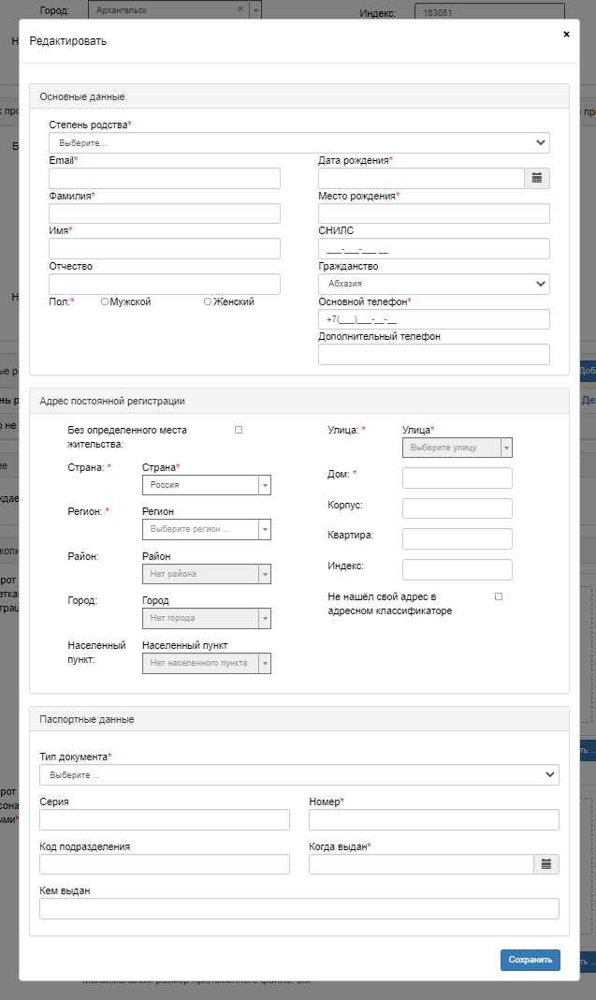 Город:
Архангельск
Индекс:
163051
Редактировать
Основные данные
Степень родства*
Выберите...
Email*
Дата рождения*
Фамилия*
Место рождения*
Имя*
СНИЛС
___-___-___ __
Отчество
Гражданство
Абхазия
Пол:*
Мужской
Женский
Основной телефон*
+7(___)___-__-__
Дополнительный телефон
Адрес постоянной регистрации
Без определенного места
жительства:
Улица: *
Улица*
Выберите улицу
Страна: *
Страна*
Россия
Дом: *
Регион: *
Регион
Выберите регион ...
Корпус:
Квартира:
Район:
Район
Нет района
Индекс:
Город:
Город
Нет города
Не нашёл свой адрес в
адресном классификаторе
Населенный
пункт:
Населенный пункт
Нет населенного пункта
Паспортные данные
Тип документа*
Выберите ...
Серия
Номер*
Код подразделения
Когда выдан*
Кем выдан
Сохранить